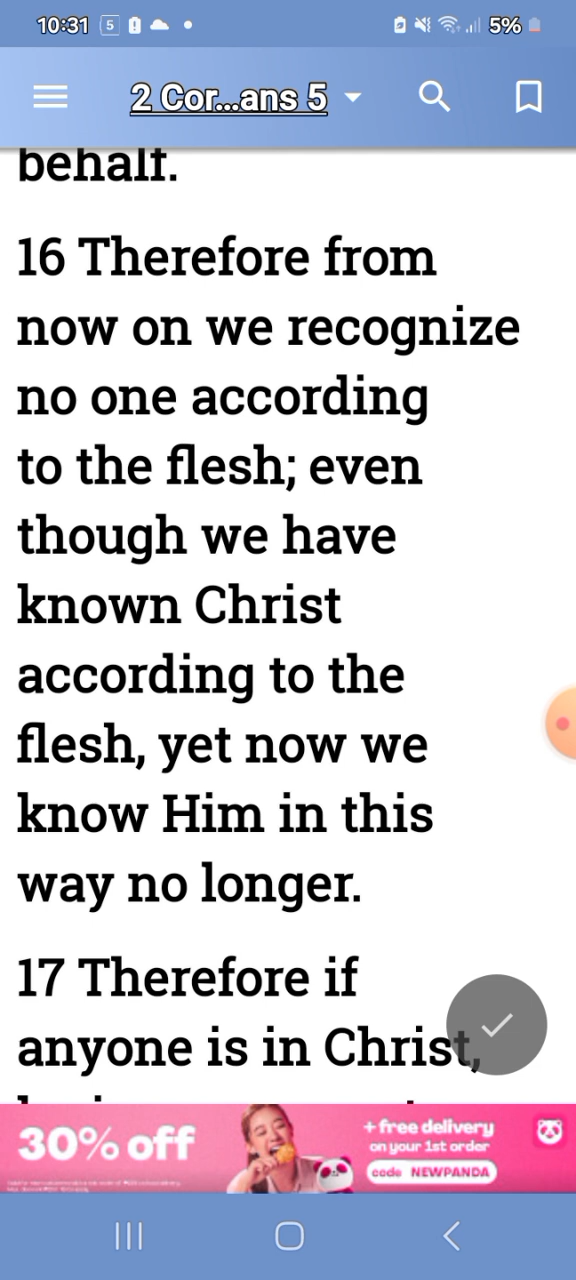 10:31 5 5%
2 Cor...ans 5
behalf.
16 Therefore from
now on we recognize
no one according
to the flesh; even
though we have
known Christ
according to the
flesh, yet now we
know Him in this
way no longer.
17 Therefore if
anyone is in Christ,
30% off
+ free delivery
on your 1st order
code NEWPANDA